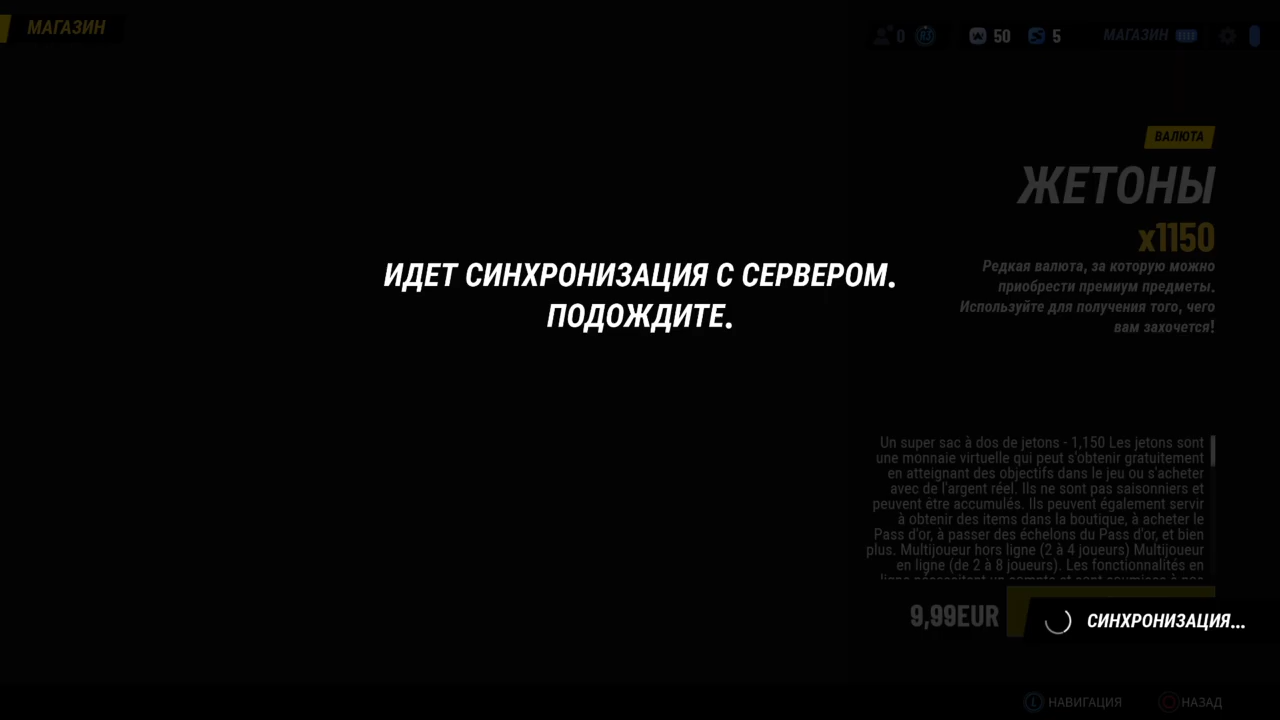 МАГАЗИН
0
50
5
МАГАЗИН
ВАЛЮТА
ЖЕТОНЫ
x1150
Редкая валюта, за которую можно
приобрести премиум предметы.
Используйте для получения того, чего
вам захочется!
ИДЕТ СИНХРОНИЗАЦИЯ С СЕРВЕРОМ.
ПОДОЖДИТЕ.
Un super sac à dos de jetons - 1,150 Les jetons sont
une monnaie virtuelle qui peut s'obtenir gratuitement
en atteignant des objectifs dans le jeu ou s'acheter
avec de l'argent réel. Ils ne sont pas saisonniers et
peuvent être accumulés. Ils peuvent également servir
à obtenir des items dans la boutique, à acheter le
Pass d'or, à passer des échelons du Pass d'or, et bien
plus. Multijoueur hors ligne (2 à 4 joueurs) Multijoueur
en ligne (de 2 à 8 joueurs). Les fonctionnalités en
9,99EUR
СИНХРОНИЗАЦИЯ...
L НАВИГАЦИЯ
НАЗАД